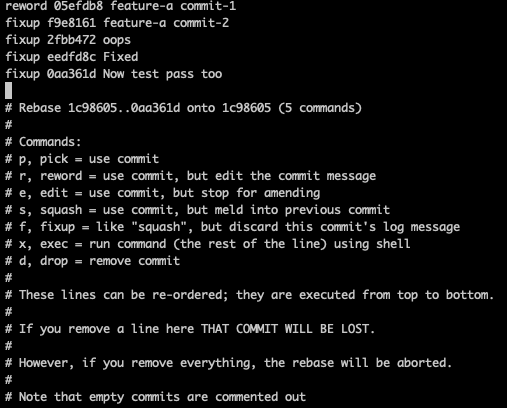 reword 05efdb8 feature-a commit-1
fixup f9e8161 feature-a commit-2
fixup 2fbb472 oops
fixup eedfd8c Fixed
fixup 0aa361d Now test pass too
# Rebase 1c98605..0aa361d onto 1c98605 (5 commands)
#
# Commands:
# p, pick = use commit
# r, reword = use commit, but edit the commit message
# e, edit = use commit, but stop for amending
# s, squash = use commit, but meld into previous commit
# f, fixup = like "squash", but discard this commit's log message
# x, exec = run command (the rest of the line) using shell
# d, drop = remove commit
#
# These lines can be re-ordered; they are executed from top to bottom.
#
# If you remove a line here THAT COMMIT WILL BE LOST.
#
# However, if you remove everything, the rebase will be aborted.
#
# Note that empty commits are commented out